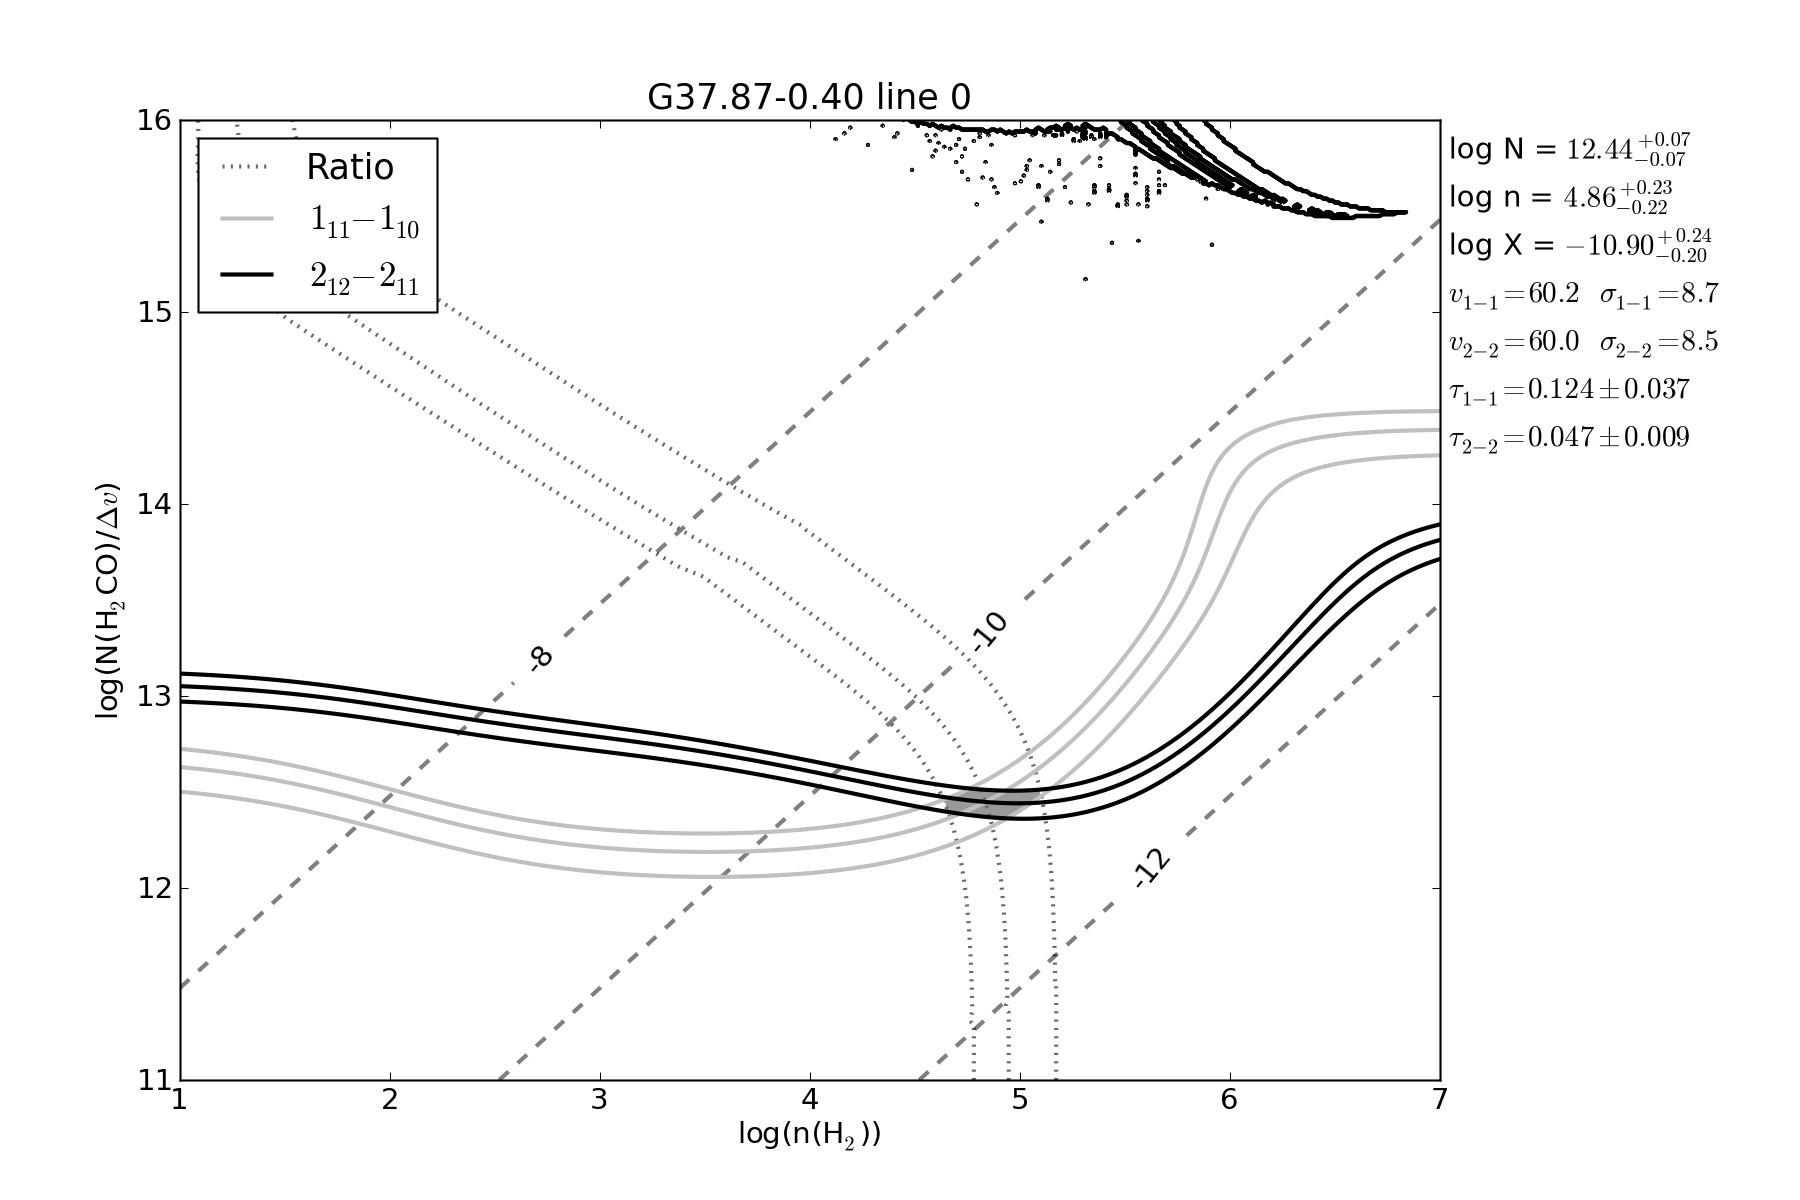 G37.87-0.40 line 0
16
15
14
13
12
11
1 2 3 4 5 6 7
log(n(H₂))
log(N(H₂CO)/Δv)
Ratio
1₁₁−1₁₀
2₁₂−2₁₁
-8
-10
-12
log N = 12.44 +0.07 −0.07
log n = 4.86 +0.23 −0.22
log X = −10.90 +0.24 −0.20
v₁₋₁=60.2 σ₁₋₁=8.7
v₂₋₂=60.0 σ₂₋₂=8.5
τ₁₋₁=0.124±0.037
τ₂₋₂=0.047±0.009